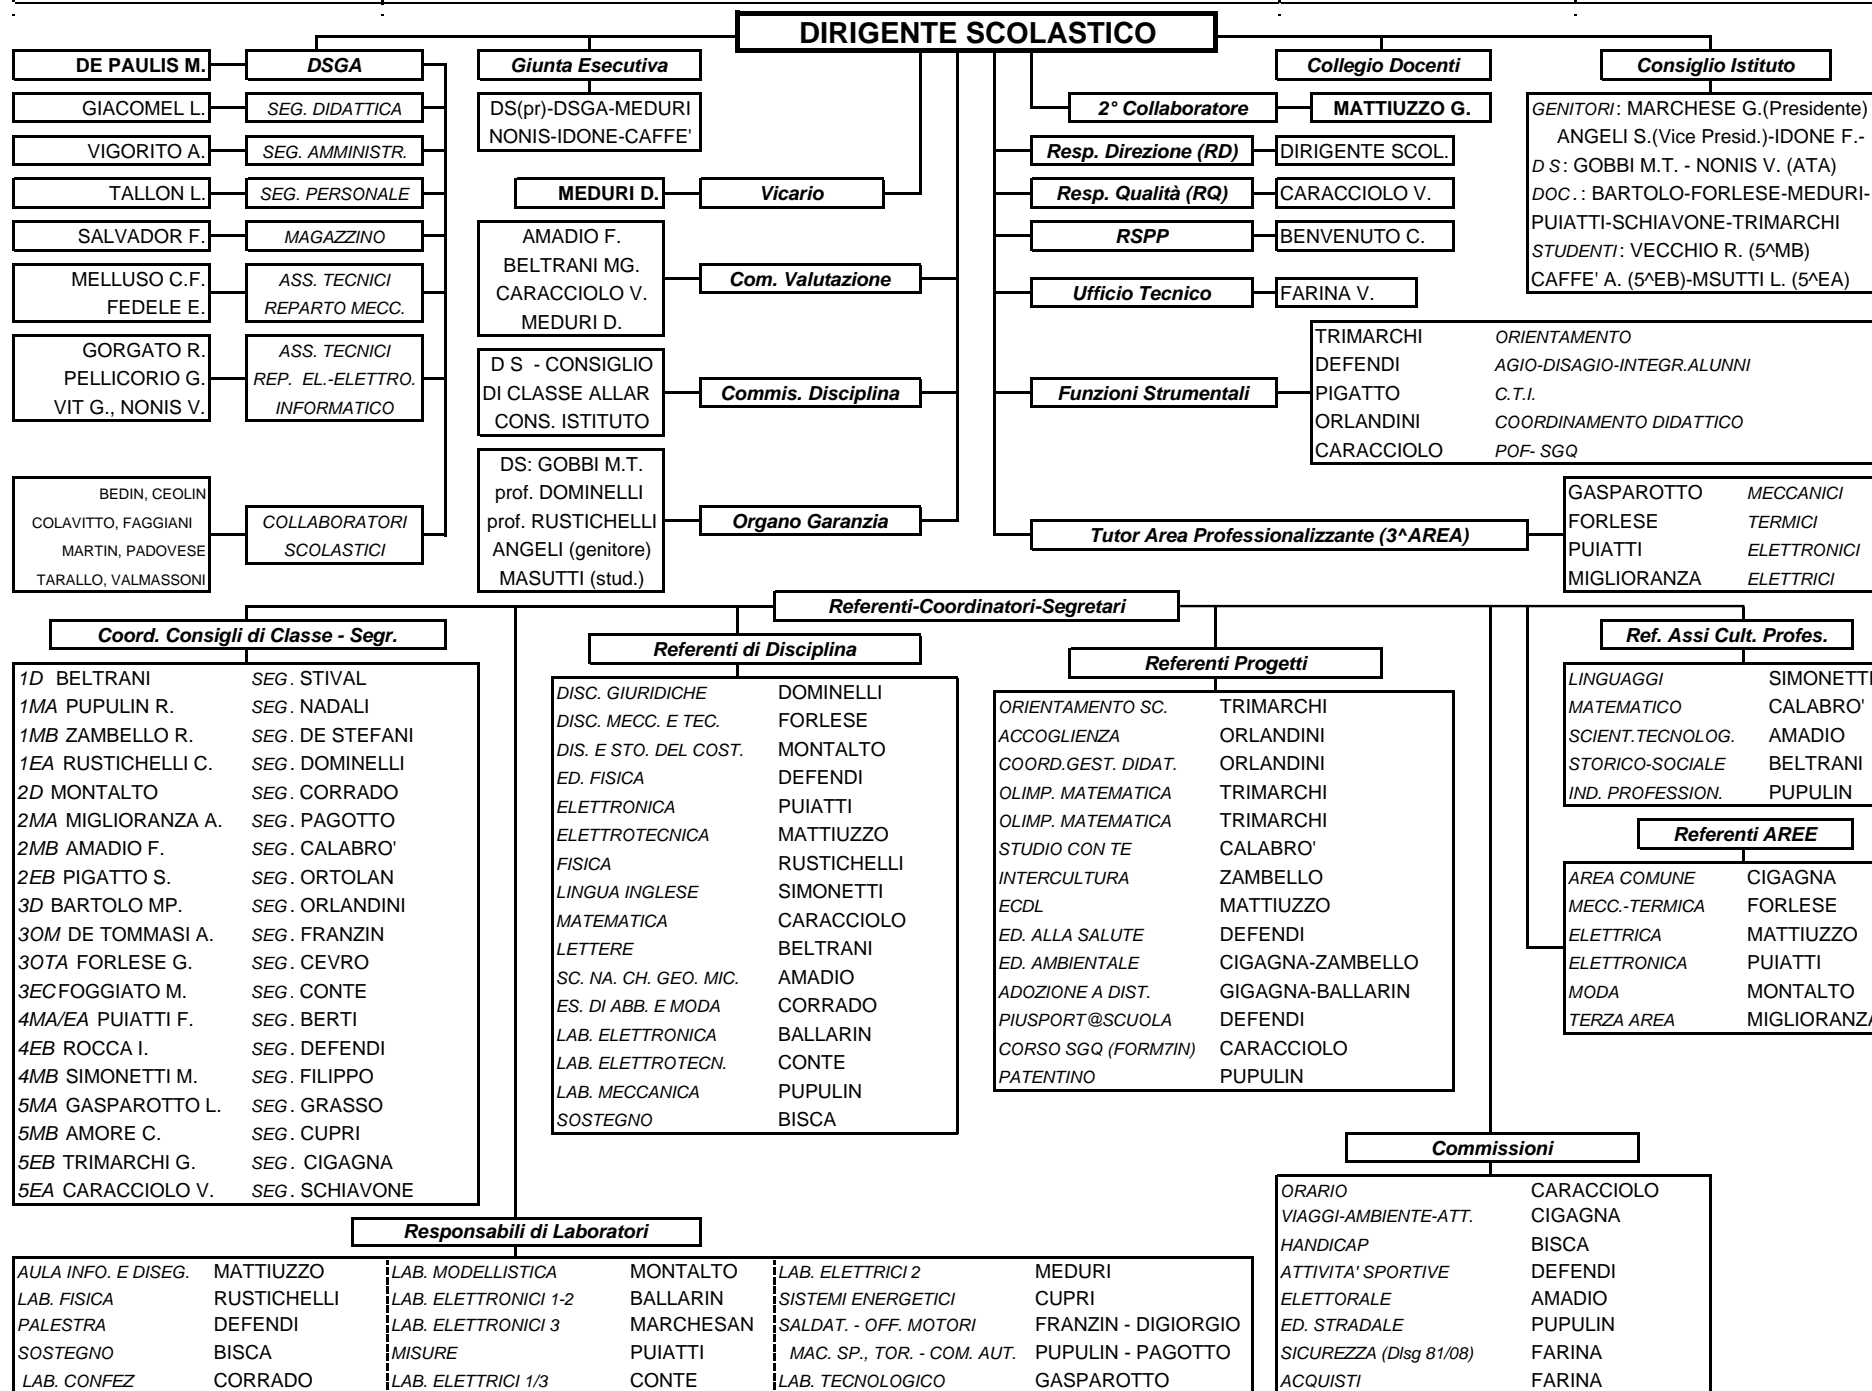 DIRIGENTE SCOLASTICO
DE PAULIS M. DSGA
GIACOMEL L. SEG. DIDATTICA
VIGORITO A. SEG. AMMINISTR.
TALLON L. SEG. PERSONALE
SALVADOR F. MAGAZZINO
MELLUSO C.F. ASS. TECNICI
FEDELE E. REPARTO MECC.
GORGATO R. ASS. TECNICI
PELLICORIO G. REP. EL.-ELETTRO.
VIT G., NONIS V. INFORMATICO
BEDIN, CEOLIN
COLAVITTO, FAGGIANI COLLABORATORI
MARTIN, PADOVESE SCOLASTICI
TARALLO, VALMASSONI
Giunta Esecutiva
DS(pr)-DSGA-MEDURI
NONIS-IDONE-CAFFE'
MEDURI D. Vicario
AMADIO F.
BELTRANI MG.
CARACCIOLO V.
MEDURI D.
Com. Valutazione
D S - CONSIGLIO
DI CLASSE ALLAR
CONS. ISTITUTO
Commis. Disciplina
DS: GOBBI M.T.
prof. DOMINELLI
prof. RUSTICHELLI
ANGELI (genitore)
MASUTTI (stud.)
Organo Garanzia
Collegio Docenti
2° Collaboratore MATTIUZZO G.
Resp. Direzione (RD) DIRIGENTE SCOL.
Resp. Qualità (RQ) CARACCIOLO V.
RSPP BENVENUTO C.
Ufficio Tecnico FARINA V.
Consiglio Istituto
GENITORI: MARCHESE G.(Presidente)
ANGELI S.(Vice Presid.)-IDONE F.-
D S: GOBBI M.T. - NONIS V. (ATA)
DOC.: BARTOLO-FORLESE-MEDURI-
PUIATTI-SCHIAVONE-TRIMARCHI
STUDENTI: VECCHIO R. (5^MB)
CAFFE' A. (5^EB)-MSUTTI L. (5^EA)
Funzioni Strumentali
TRIMARCHI ORIENTAMENTO
DEFENDI AGIO-DISAGIO-INTEGR.ALUNNI
PIGATTO C.T.I.
ORLANDINI COORDINAMENTO DIDATTICO
CARACCIOLO POF- SGQ
Tutor Area Professionalizzante (3^AREA)
GASPAROTTO MECCANICI
FORLESE TERMICI
PUIATTI ELETTRONICI
MIGLIORANZA ELETTRICI
Referenti-Coordinatori-Segretari
Coord. Consigli di Classe - Segr.
1D BELTRANI SEG. STIVAL
1MA PUPULIN R. SEG. NADALI
1MB ZAMBELLO R. SEG. DE STEFANI
1EA RUSTICHELLI C. SEG. DOMINELLI
2D MONTALTO SEG. CORRADO
2MA MIGLIORANZA A. SEG. PAGOTTO
2MB AMADIO F. SEG. CALABRO'
2EB PIGATTO S. SEG. ORTOLAN
3D BARTOLO MP. SEG. ORLANDINI
3OM DE TOMMASI A. SEG. FRANZIN
3OTA FORLESE G. SEG. CEVRO
3ECFOGGIATO M. SEG. CONTE
4MA/EA PUIATTI F. SEG. BERTI
4EB ROCCA I. SEG. DEFENDI
4MB SIMONETTI M. SEG. FILIPPO
5MA GASPAROTTO L. SEG. GRASSO
5MB AMORE C. SEG. CUPRI
5EB TRIMARCHI G. SEG. CIGAGNA
5EA CARACCIOLO V. SEG. SCHIAVONE
Referenti di Disciplina
DISC. GIURIDICHE DOMINELLI
DISC. MECC. E TEC. FORLESE
DIS. E STO. DEL COST. MONTALTO
ED. FISICA DEFENDI
ELETTRONICA PUIATTI
ELETTROTECNICA MATTIUZZO
FISICA RUSTICHELLI
LINGUA INGLESE SIMONETTI
MATEMATICA CARACCIOLO
LETTERE BELTRANI
SC. NA. CH. GEO. MIC. AMADIO
ES. DI ABB. E MODA CORRADO
LAB. ELETTRONICA BALLARIN
LAB. ELETTROTECN. CONTE
LAB. MECCANICA PUPULIN
SOSTEGNO BISCA
Referenti Progetti
ORIENTAMENTO SC. TRIMARCHI
ACCOGLIENZA ORLANDINI
COORD.GEST. DIDAT. ORLANDINI
OLIMP. MATEMATICA TRIMARCHI
OLIMP. MATEMATICA TRIMARCHI
STUDIO CON TE CALABRO'
INTERCULTURA ZAMBELLO
ECDL MATTIUZZO
ED. ALLA SALUTE DEFENDI
ED. AMBIENTALE CIGAGNA-ZAMBELLO
ADOZIONE A DIST. GIGAGNA-BALLARIN
PIUSPORT@SCUOLA DEFENDI
CORSO SGQ (FORM7IN) CARACCIOLO
PATENTINO PUPULIN
Ref. Assi Cult. Profes.
LINGUAGGI SIMONETTI
MATEMATICO CALABRO'
SCIENT.TECNOLOG. AMADIO
STORICO-SOCIALE BELTRANI
IND. PROFESSION. PUPULIN
Referenti AREE
AREA COMUNE CIGAGNA
MECC.-TERMICA FORLESE
ELETTRICA MATTIUZZO
ELETTRONICA PUIATTI
MODA MONTALTO
TERZA AREA MIGLIORANZA
Commissioni
ORARIO CARACCIOLO
VIAGGI-AMBIENTE-ATT. CIGAGNA
HANDICAP BISCA
ATTIVITA' SPORTIVE DEFENDI
ELETTORALE AMADIO
ED. STRADALE PUPULIN
SICUREZZA (Dlsg 81/08) FARINA
ACQUISTI FARINA
Responsabili di Laboratori
AULA INFO. E DISEG. MATTIUZZO LAB. MODELLISTICA MONTALTO LAB. ELETTRICI 2 MEDURI
LAB. FISICA RUSTICHELLI LAB. ELETTRONICI 1-2 BALLARIN SISTEMI ENERGETICI CUPRI
PALESTRA DEFENDI LAB. ELETTRONICI 3 MARCHESAN SALDAT. - OFF. MOTORI FRANZIN - DIGIORGIO
SOSTEGNO BISCA MISURE PUIATTI MAC. SP., TOR. - COM. AUT. PUPULIN - PAGOTTO
LAB. CONFEZ CORRADO LAB. ELETTRICI 1/3 CONTE LAB. TECNOLOGICO GASPAROTTO